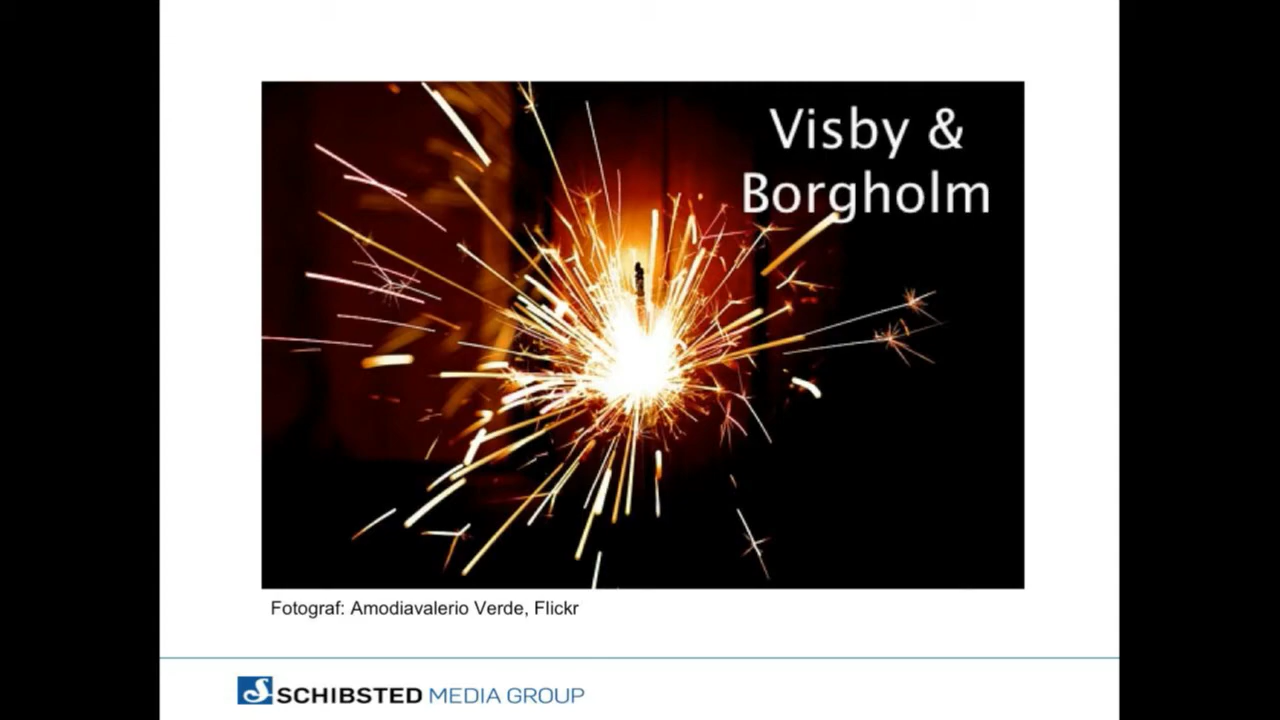 Visby &
Borgholm
Fotograf: Amodiavalerio Verde, Flickr
SCHIBSTED MEDIA GROUP